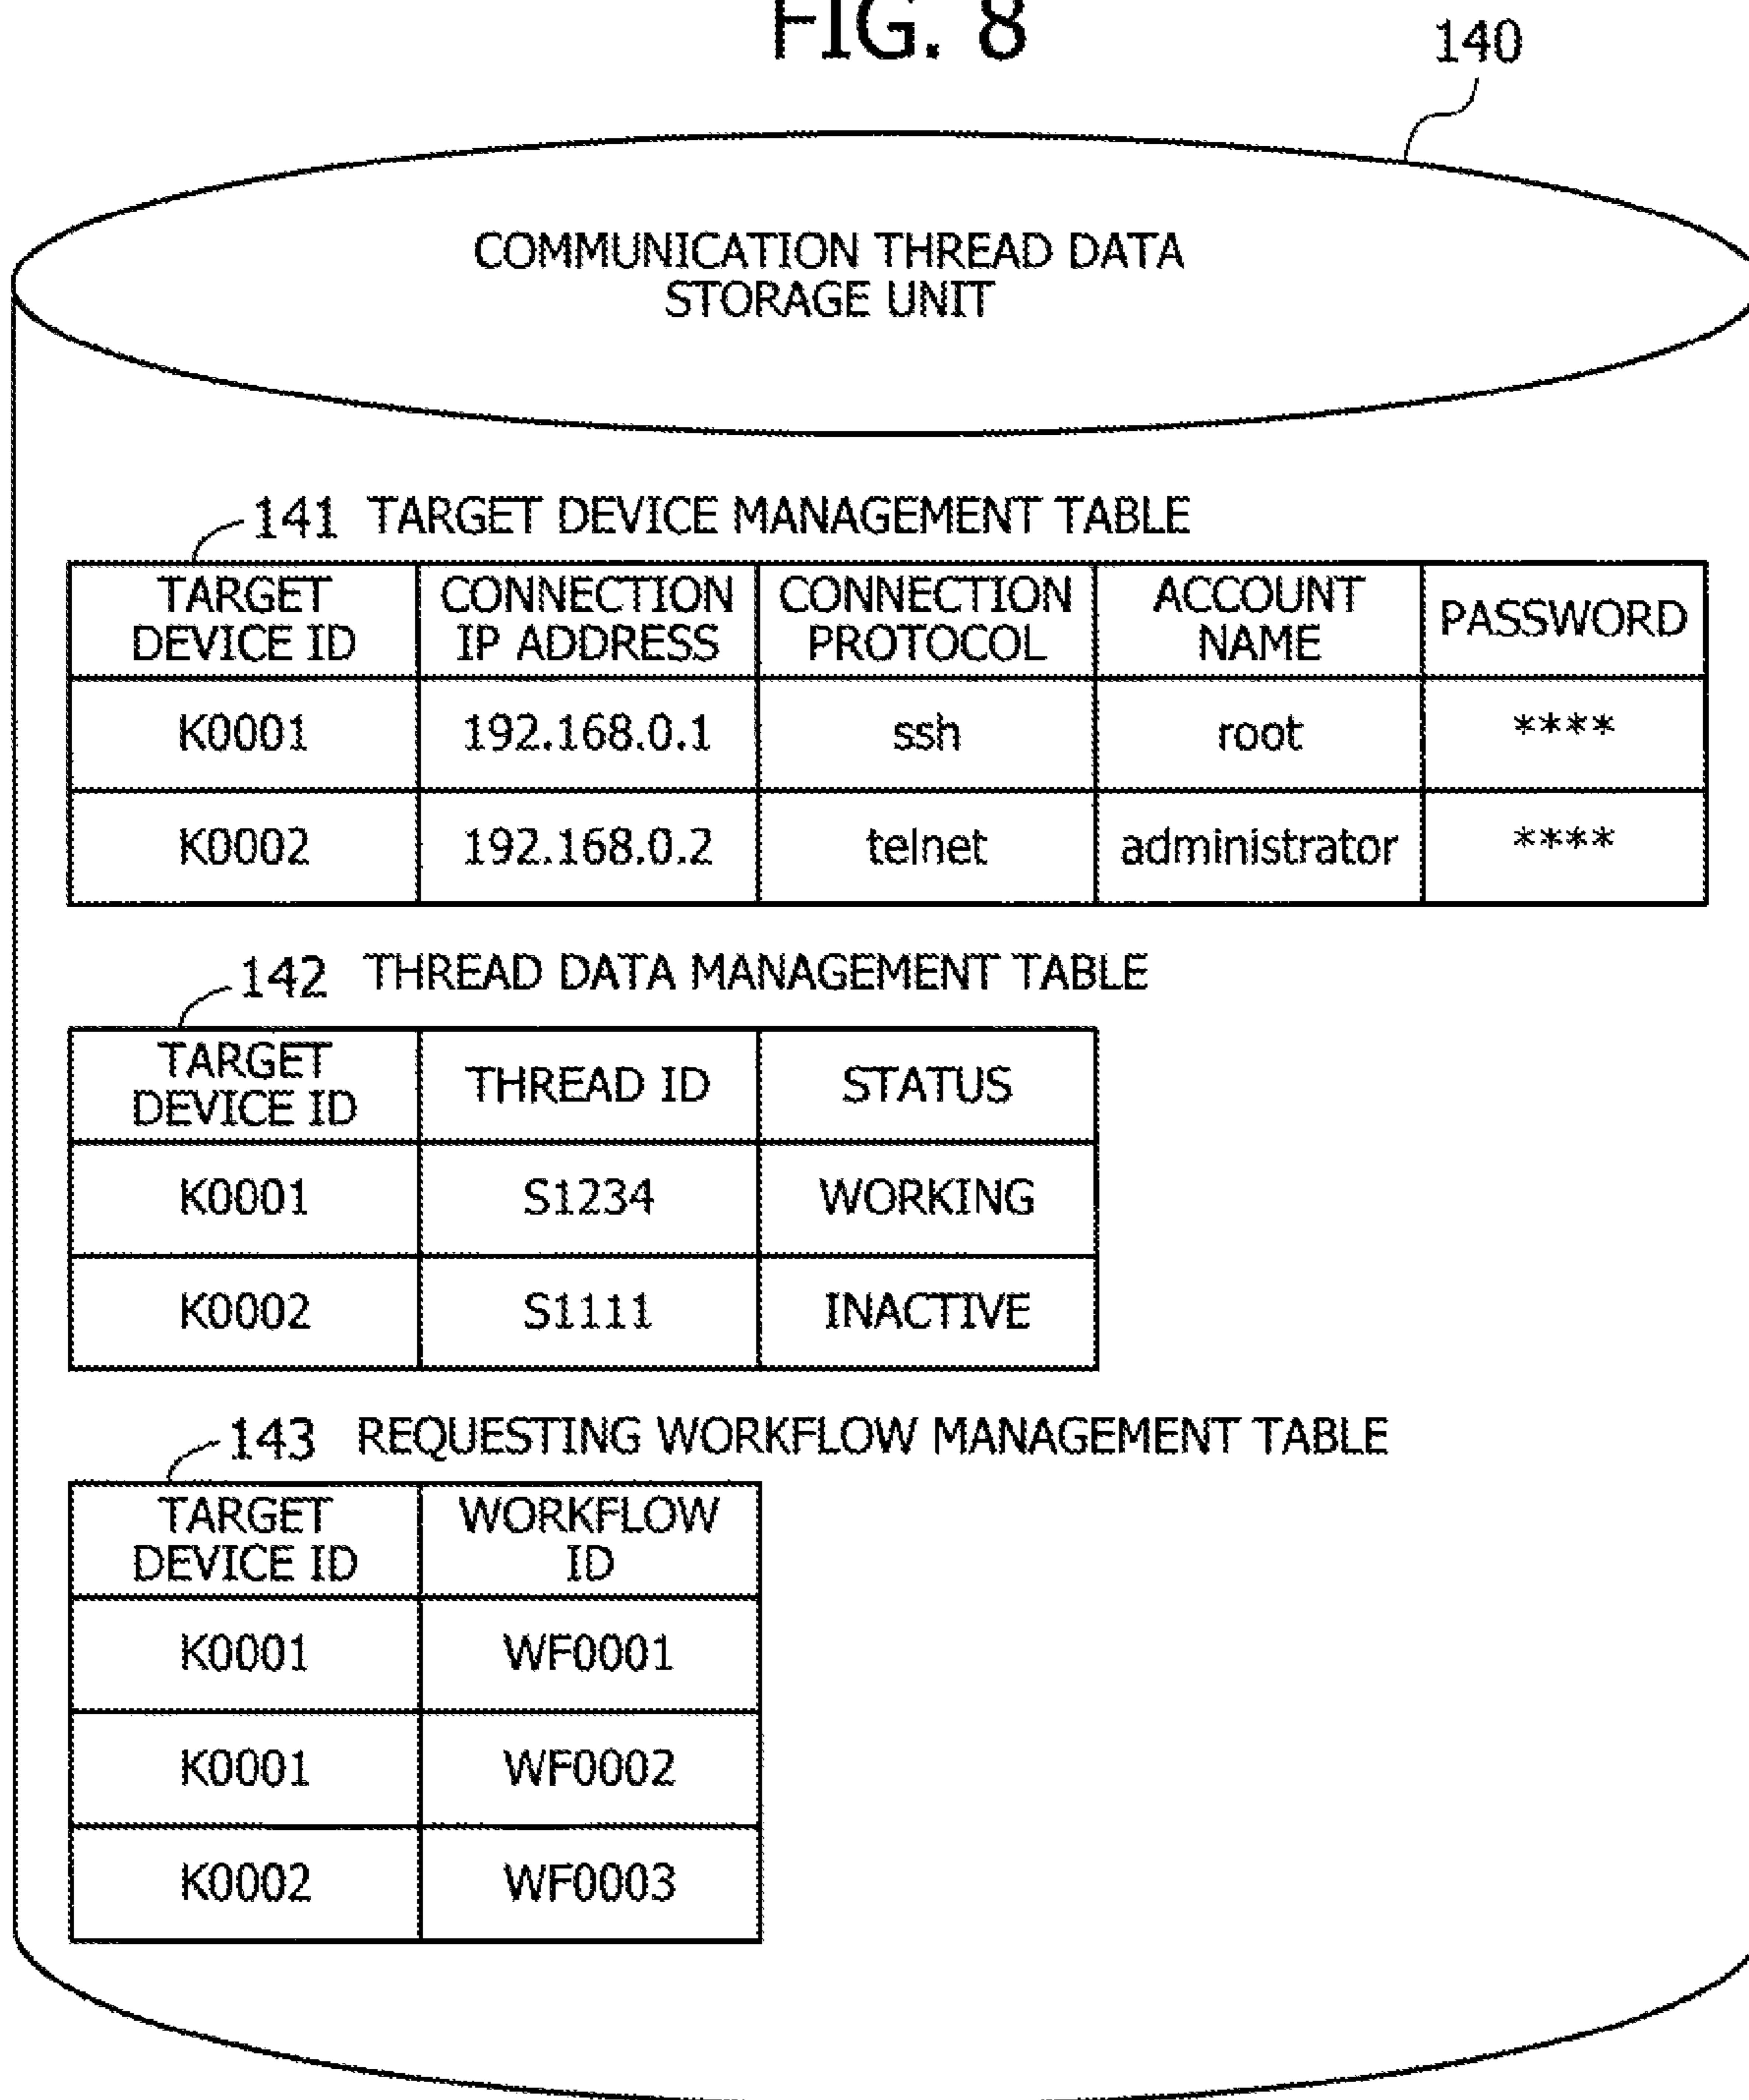 FIG. 8
140
COMMUNICATION THREAD DATA
STORAGE UNIT
141 TARGET DEVICE MANAGEMENT TABLE
TARGET DEVICE ID CONNECTION IP ADDRESS CONNECTION PROTOCOL ACCOUNT NAME PASSWORD
K0001 192.168.0.1 ssh root ****
K0002 192.168.0.2 telnet administrator ****
142 THREAD DATA MANAGEMENT TABLE
TARGET DEVICE ID THREAD ID STATUS
K0001 S1234 WORKING
K0002 S1111 INACTIVE
143 REQUESTING WORKFLOW MANAGEMENT TABLE
TARGET DEVICE ID WORKFLOW ID
K0001 WF0001
K0001 WF0002
K0002 WF0003